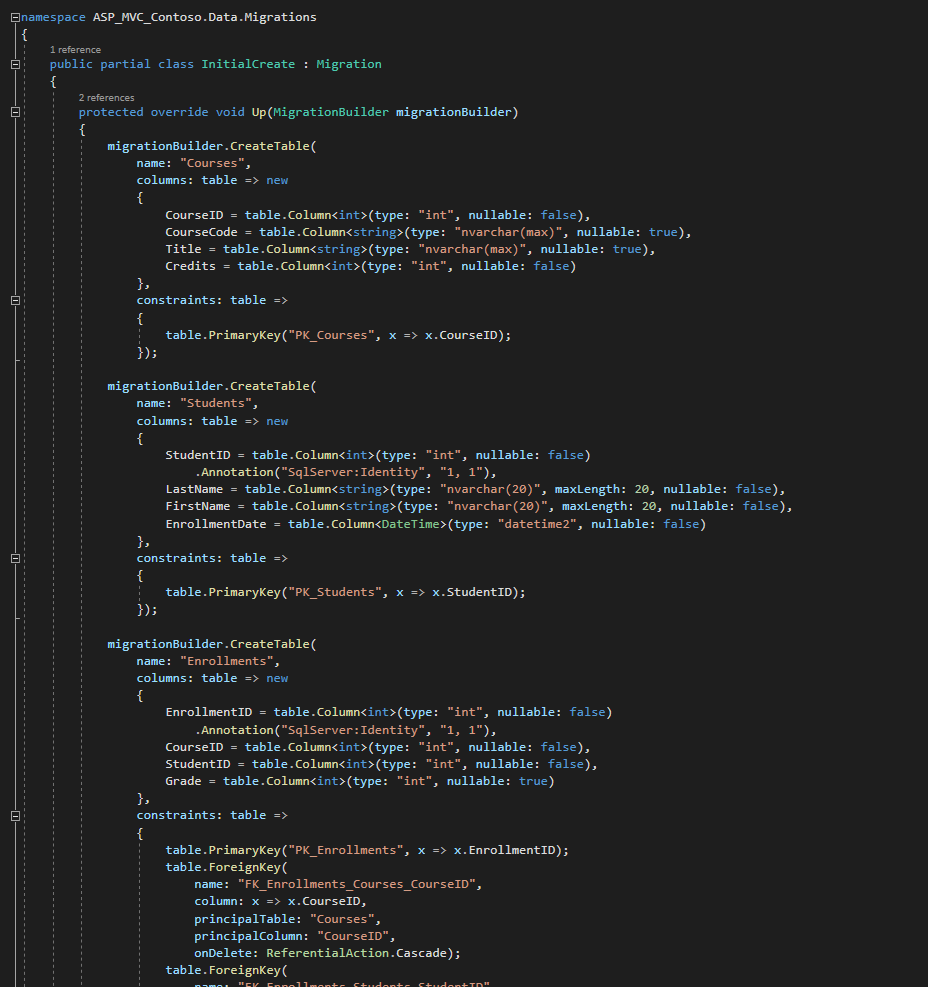 namespace ASP_MVC_Contoso.Data.Migrations
{
1 reference
public partial class InitialCreate : Migration
{
2 references
protected override void Up(MigrationBuilder migrationBuilder)
{
migrationBuilder.CreateTable(
name: "Courses",
columns: table => new
{
CourseID = table.Column<int>(type: "int", nullable: false),
CourseCode = table.Column<string>(type: "nvarchar(max)", nullable: true),
Title = table.Column<string>(type: "nvarchar(max)", nullable: true),
Credits = table.Column<int>(type: "int", nullable: false)
},
constraints: table =>
{
table.PrimaryKey("PK_Courses", x => x.CourseID);
});
migrationBuilder.CreateTable(
name: "Students",
columns: table => new
{
StudentID = table.Column<int>(type: "int", nullable: false)
.Annotation("SqlServer:Identity", "1, 1"),
LastName = table.Column<string>(type: "nvarchar(20)", maxLength: 20, nullable: false),
FirstName = table.Column<string>(type: "nvarchar(20)", maxLength: 20, nullable: false),
EnrollmentDate = table.Column<DateTime>(type: "datetime2", nullable: false)
},
constraints: table =>
{
table.PrimaryKey("PK_Students", x => x.StudentID);
});
migrationBuilder.CreateTable(
name: "Enrollments",
columns: table => new
{
EnrollmentID = table.Column<int>(type: "int", nullable: false)
.Annotation("SqlServer:Identity", "1, 1"),
CourseID = table.Column<int>(type: "int", nullable: false),
StudentID = table.Column<int>(type: "int", nullable: false),
Grade = table.Column<int>(type: "int", nullable: true)
},
constraints: table =>
{
table.PrimaryKey("PK_Enrollments", x => x.EnrollmentID);
table.ForeignKey(
name: "FK_Enrollments_Courses_CourseID",
column: x => x.CourseID,
principalTable: "Courses",
principalColumn: "CourseID",
onDelete: ReferentialAction.Cascade);
table.ForeignKey(
name: "FK_Enrollments_Students_StudentID",